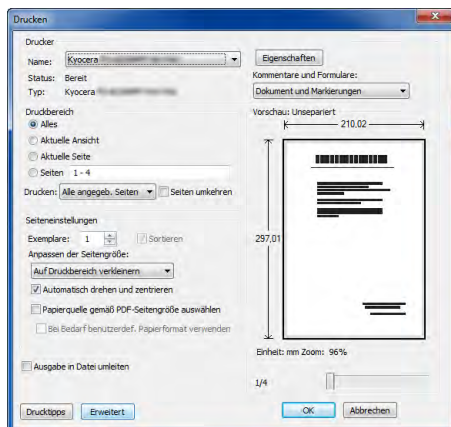 Drucken
Drucker
Name: Kyocera
Eigenschaften
Status: Bereit
Kommentare und Formulare:
Typ: Kyocera
Dokument und Markierungen
Druckbereich
Vorschau: Unsepariert
Alles
210,02
Aktuelle Ansicht
Aktuelle Seite
Seiten 1 - 4
Drucken: Alle angegeb. Seiten Seiten umkehren
Seiteneinstellungen
Exemplare: 1 Sortieren
297,01
Anpassen der Seitengröße:
Auf Druckbereich verkleinern
Automatisch drehen und zentrieren
Papierquelle gemäß PDF-Seitengröße auswählen
Bei Bedarf benutzerdef. Papierformat verwenden
Einheit: mm Zoom: 96%
Ausgabe in Datei umleiten
1/4
Drucktipps Erweitert OK Abbrechen